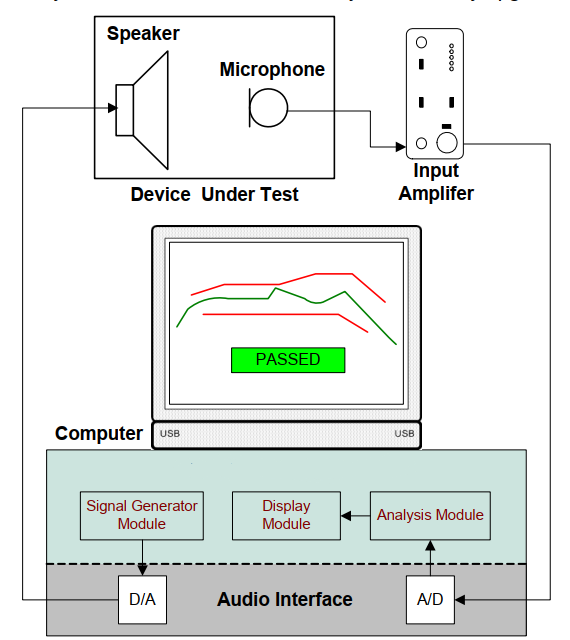 Speaker
Microphone
Device Under Test
Input
Amplifer
PASSED
Computer
USB
USB
Signal Generator
Module
Display
Module
Analysis Module
D/A
Audio Interface
A/D